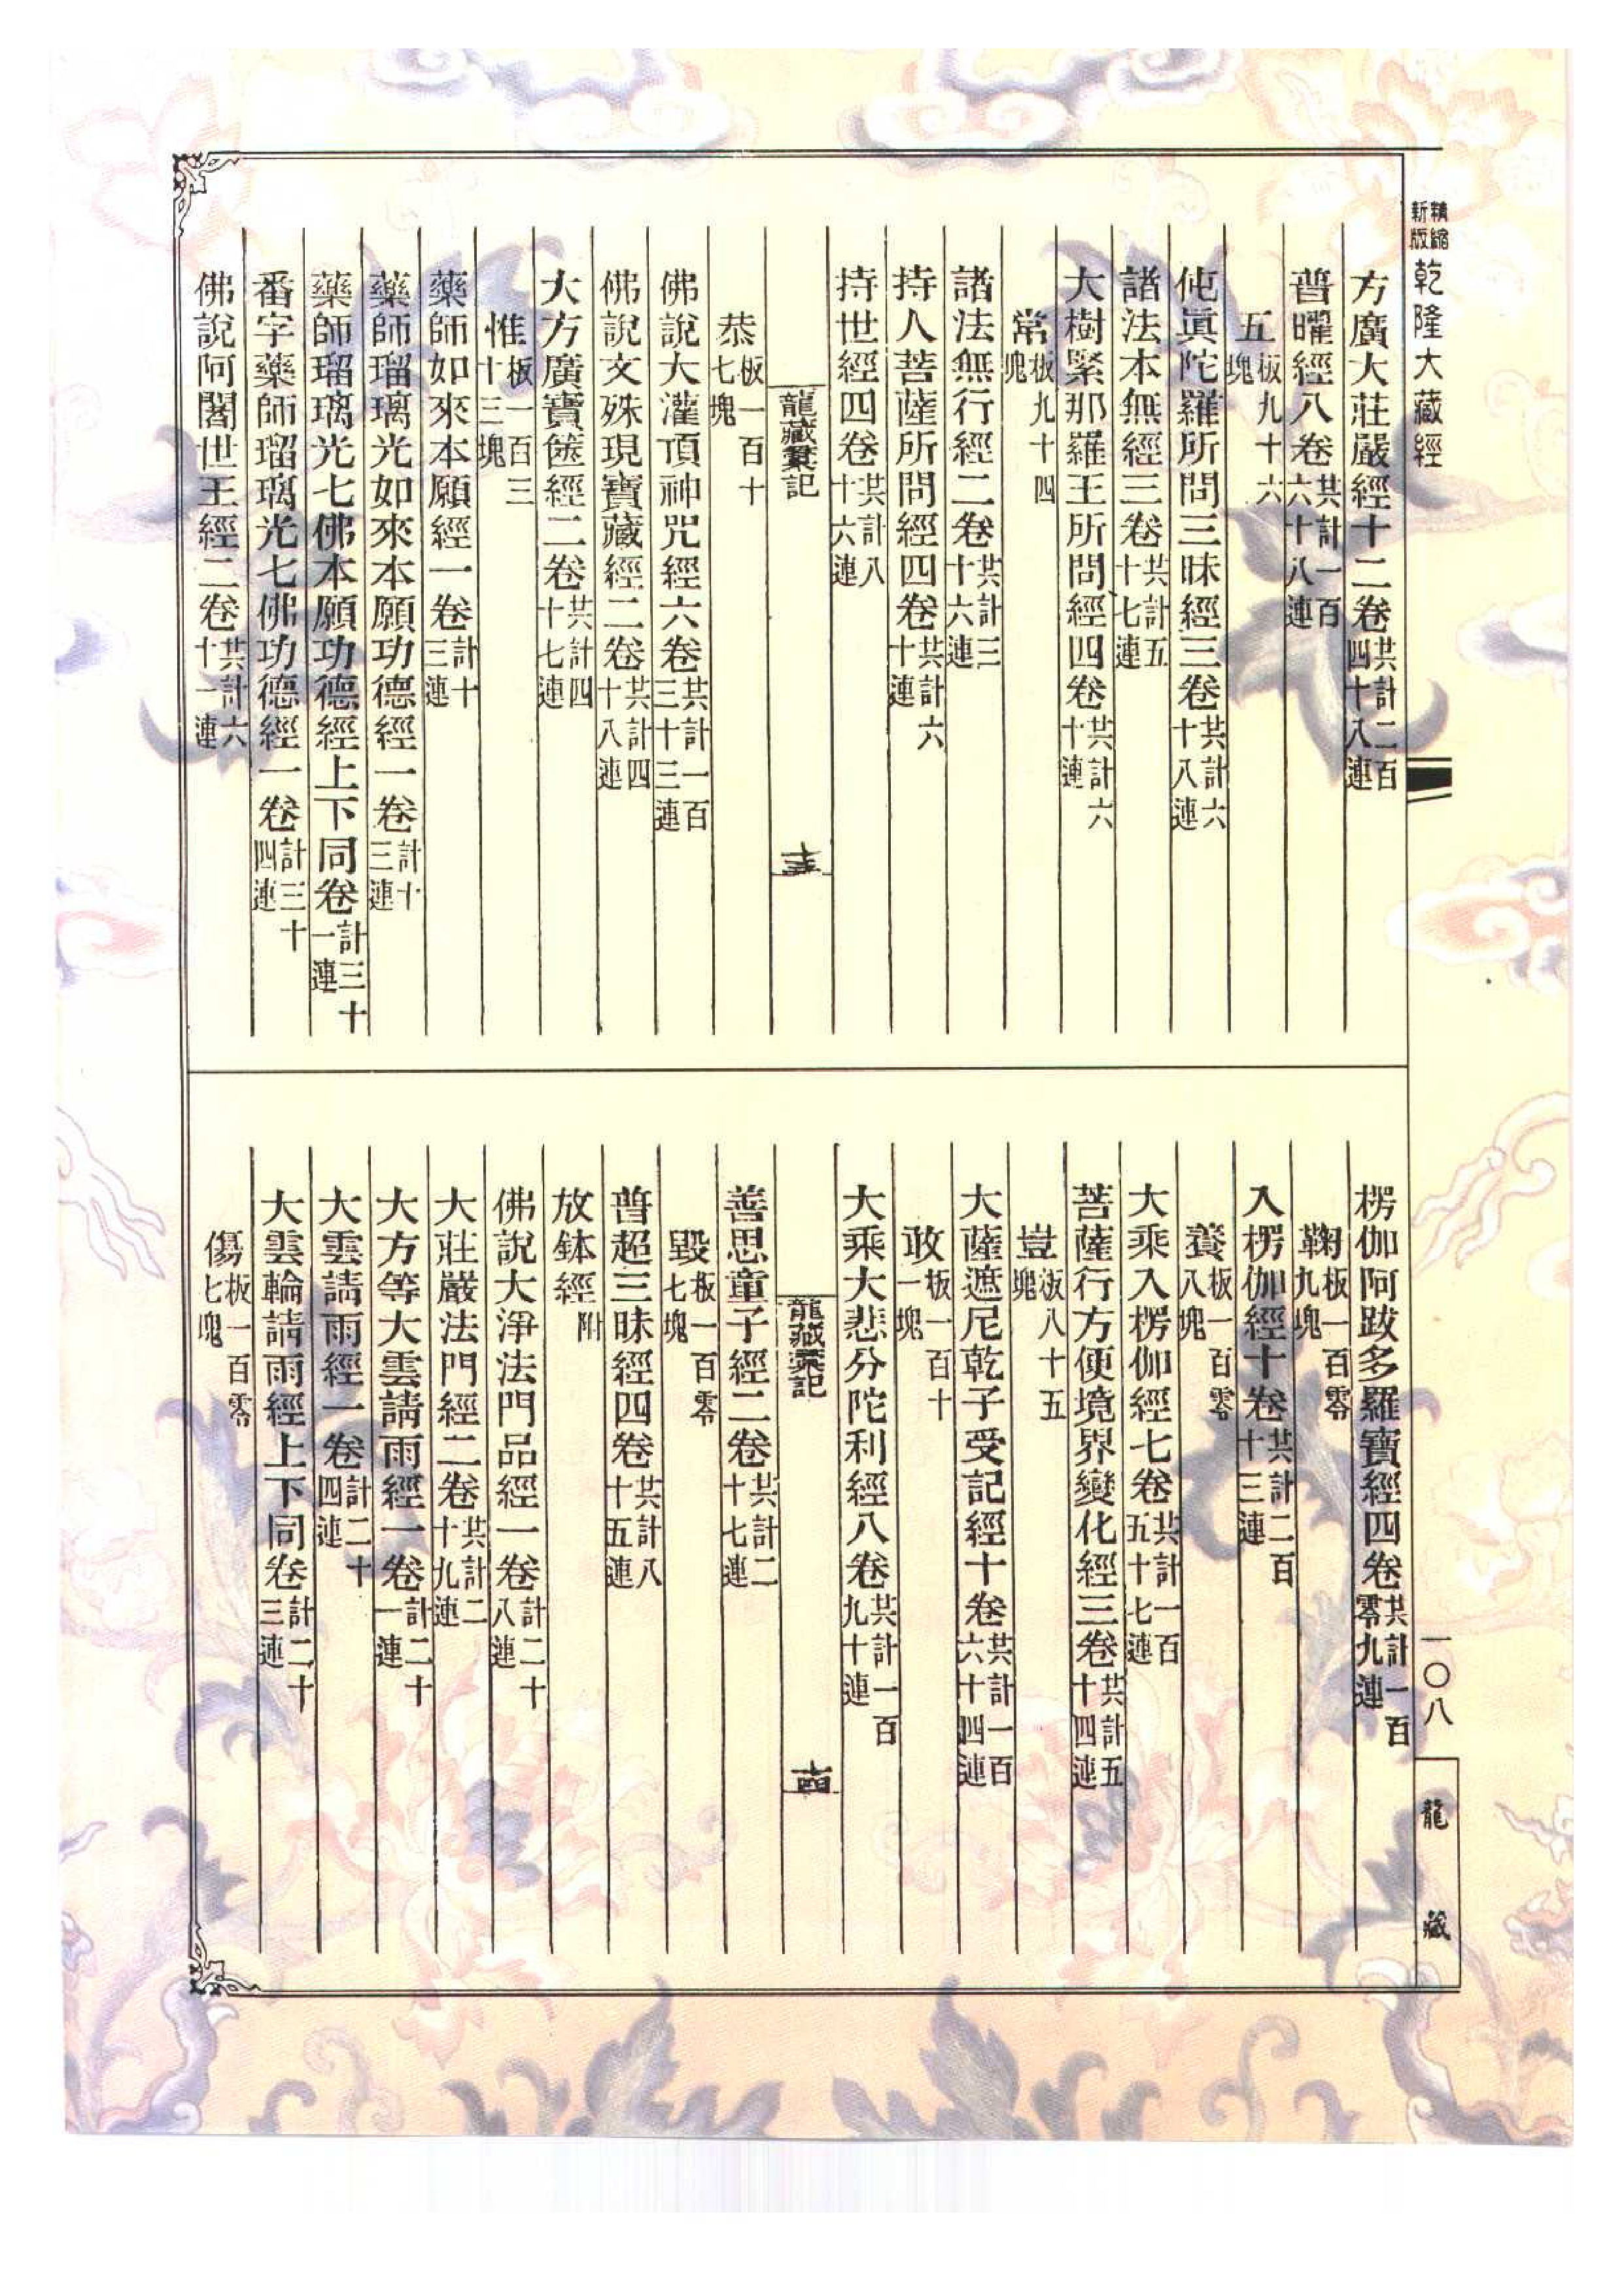 精縮新版 乾隆大藏經
方廣大莊嚴經十二卷共計二百四十八連
普曜經八卷共計一百六十八連
五板九十六塊
伅眞陀羅所問三昧經三卷共計六十八連
諸法本無經三卷共計五十七連
大樹緊那羅王所問經四卷共計六十連
常板九十四塊
諸法無行經二卷共計三十六連
持人菩薩所問經四卷共計六十連
持世經四卷共計八十六連
龍藏彙記 十三
恭板一百十七塊
佛說大灌頂神咒經六卷共計一百三十三連
佛說文殊現寶藏經二卷共計四十八連
大方廣寶篋經二卷共計四十七連
惟板一百三十三塊
藥師如來本願經一卷計十三連
藥師瑠璃光如來本願功德經一卷計十三連
藥師瑠璃光七佛本願功德經上下同卷計三十一連
番字藥師瑠璃光七佛功德經一卷計三十四連
佛說阿闍世王經二卷共計六十一連
楞伽阿跋多羅寶經四卷共計一百零九連
鞠板一百零九塊
入楞伽經十卷共計二百十三連
養板一百零八塊
大乘入楞伽經七卷共計一百五十七連
菩薩行方便境界變化經三卷共計五十四連
豈板八十五塊
大薩遮尼乾子受記經十卷共計一百六十四連
敢板一百十一塊
大乘大悲分陀利經八卷共計一百九十連
龍藏彙記 十四
善思童子經二卷共計二十七連
毀板一百零七塊
普超三昧經四卷共計八十五連
放鉢經附
佛說大淨法門品經一卷計二十八連
大莊嚴法門經二卷共計二十九連
大方等大雲請雨經一卷計二十一連
大雲請雨經一卷計二十四連
大雲輪請雨經上下同卷計二十三連
傷板一百零七塊
一〇八
龍藏